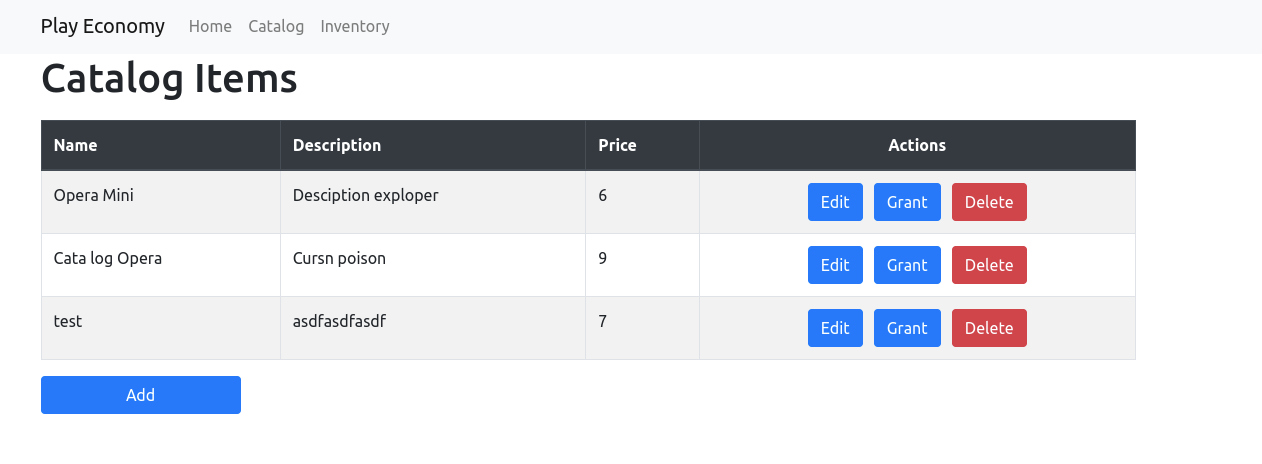 Play Economy Home Catalog Inventory
Catalog Items
Name Description Price Actions
Opera Mini Desciption exploper 6 Edit Grant Delete
Cata log Opera Cursn poison 9 Edit Grant Delete
test asdfasdfasdf 7 Edit Grant Delete
Add